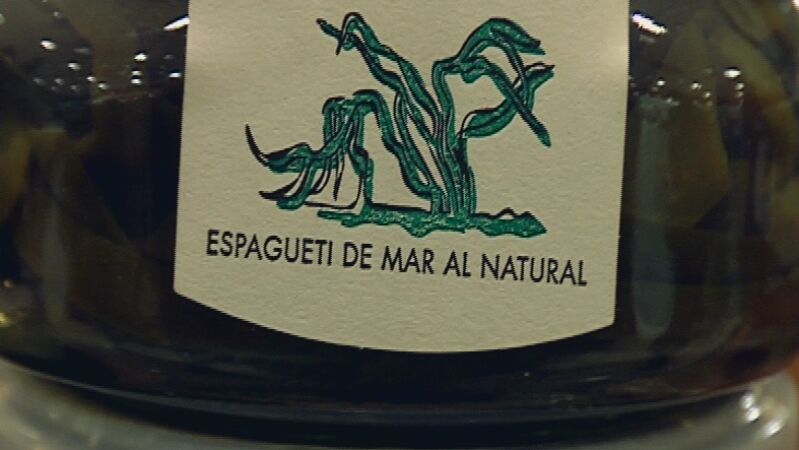 ESPAGUETI DE MAR AL NATURAL